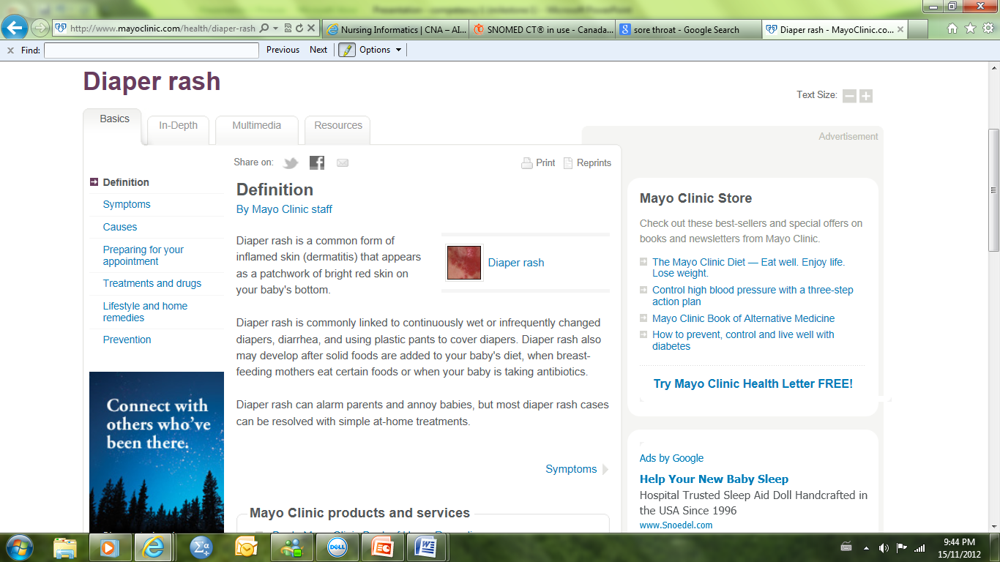 Presentation - competency (Limitations) - Microsoft PowerPoint
http://www.mayoclinic.com/health/diaper-rash
Nursing Informatics | CNA – AI...
SNOMED CT® in use - Canada...
sore throat - Google Search
Diaper rash - MayoClinic.co...
x Find:
Previous
Next
Options
Diaper rash
Text Size:
Basics
In-Depth
Multimedia
Resources
Advertisement
Share on:
Print
Reprints
Definition
Symptoms
Causes
Preparing for your
appointment
Treatments and drugs
Lifestyle and home
remedies
Prevention
Connect with
others who've
been there.
Definition
By Mayo Clinic staff
Diaper rash is a common form of
inflamed skin (dermatitis) that appears
as a patchwork of bright red skin on
your baby's bottom.
Diaper rash
Diaper rash is commonly linked to continuously wet or infrequently changed
diapers, diarrhea, and using plastic pants to cover diapers. Diaper rash also
may develop after solid foods are added to your baby's diet, when breast-
feeding mothers eat certain foods or when your baby is taking antibiotics.
Diaper rash can alarm parents and annoy babies, but most diaper rash cases
can be resolved with simple at-home treatments.
Symptoms
Mayo Clinic products and services
Mayo Clinic Store
Check out these best-sellers and special offers on
books and newsletters from Mayo Clinic.
The Mayo Clinic Diet — Eat well. Enjoy life.
Lose weight.
Control high blood pressure with a three-step
action plan
Mayo Clinic Book of Alternative Medicine
How to prevent, control and live well with
diabetes
Try Mayo Clinic Health Letter FREE!
Ads by Google
Help Your New Baby Sleep
Hospital Trusted Sleep Aid Doll Handcrafted in
the USA Since 1996
www.Snoedel.com
DELL
9:44 PM
15/11/2012